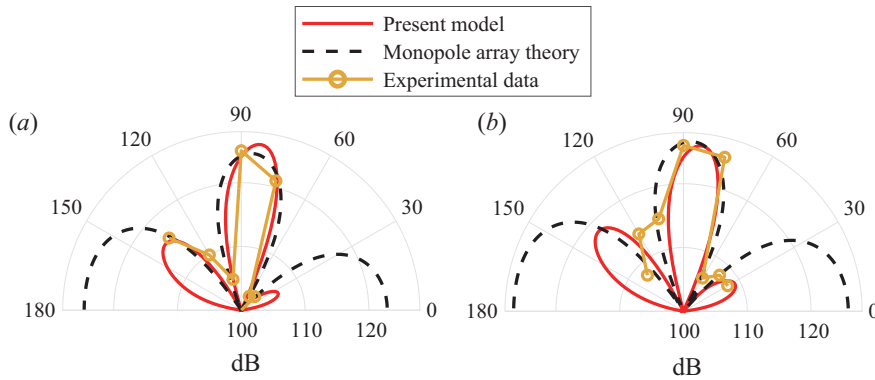 Present model
Monopole array theory
Experimental data
(a)
90
120
60
150
30
180
0
100 110 120
dB
(b)
90
120
60
150
30
180
0
100 110 120
dB